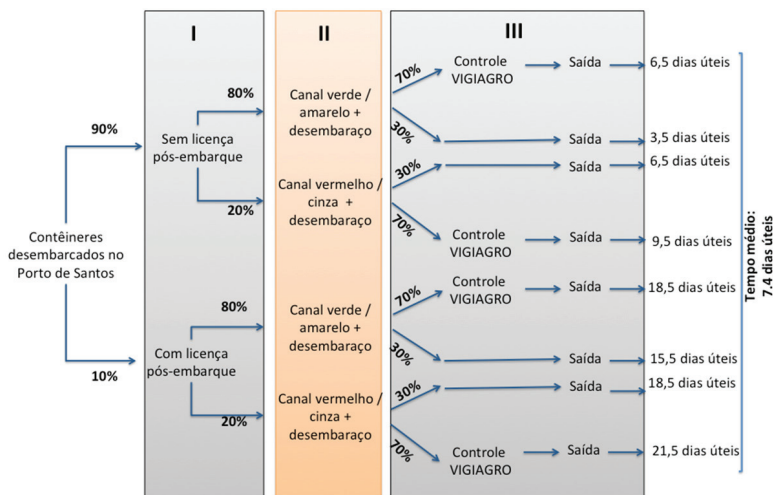 I
II
III
Contêineres
desembarcados no
Porto de Santos
90%
10%
Sem licença
pós-embarque
80%
20%
Com licença
pós-embarque
80%
20%
Canal verde /
amarelo +
desembaraço
Canal vermelho /
cinza +
desembaraço
Canal verde /
amarelo +
desembaraço
Canal vermelho /
cinza +
desembaraço
70%
Controle
VIGIAGRO
Saída
6,5 dias úteis
30%
Saída
3,5 dias úteis
30%
Saída
6,5 dias úteis
70%
Controle
VIGIAGRO
Saída
9,5 dias úteis
70%
Controle
VIGIAGRO
Saída
18,5 dias úteis
30%
Saída
15,5 dias úteis
30%
Saída
18,5 dias úteis
70%
Controle
VIGIAGRO
Saída
21,5 dias úteis
Tempo médio:
7.4 dias úteis